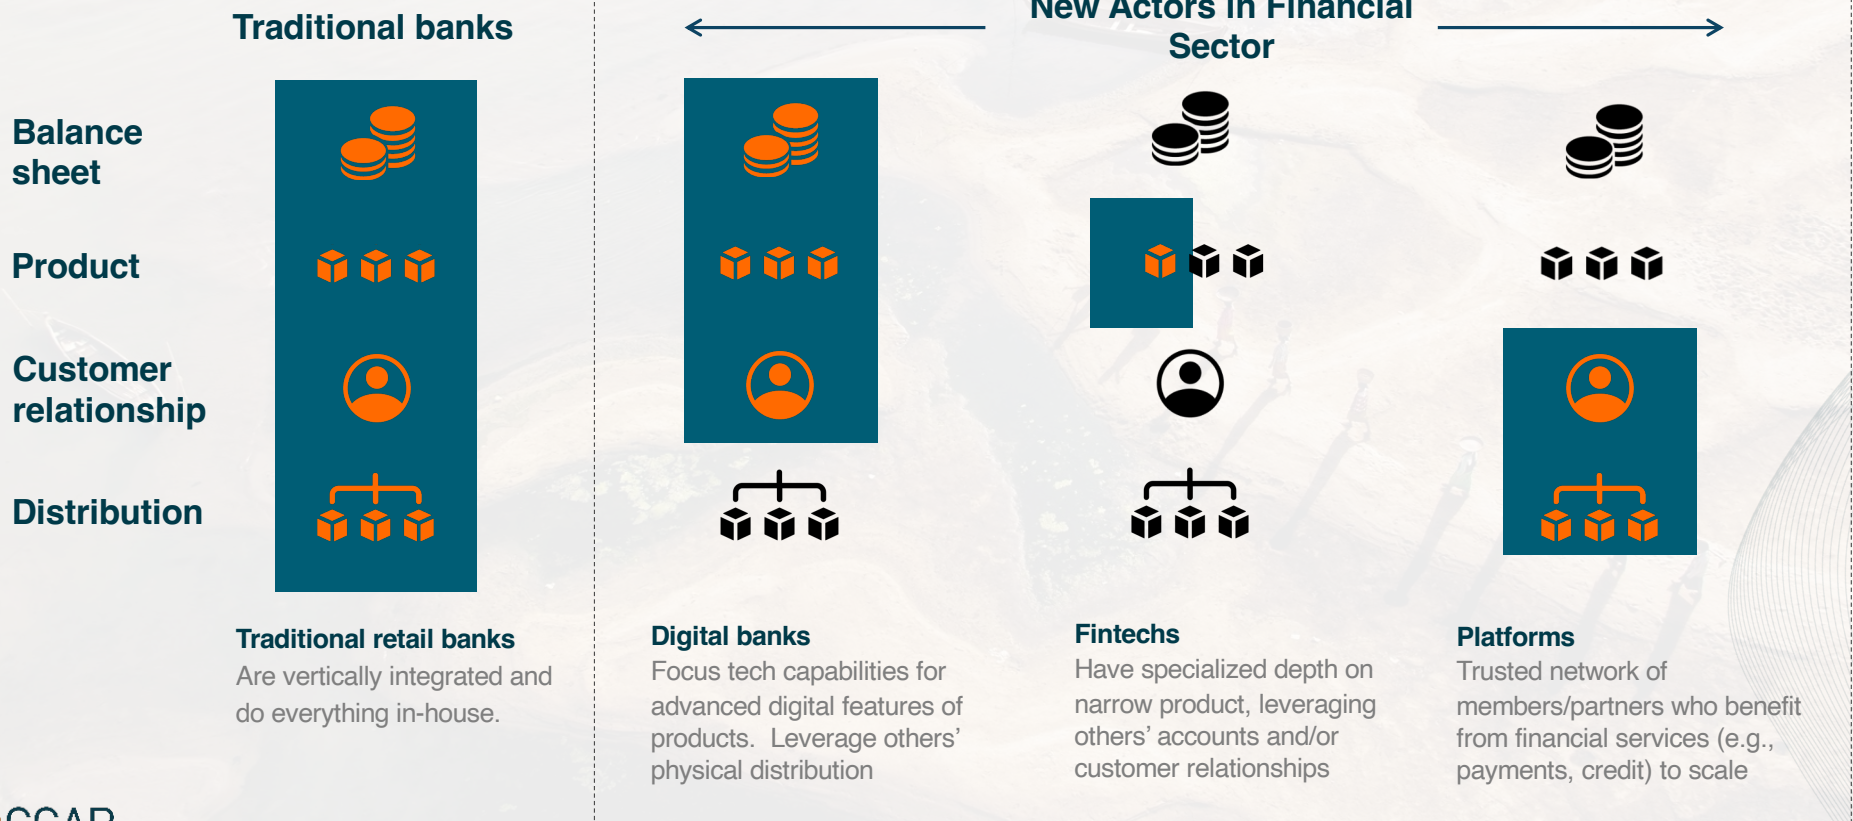 Traditional banks
New Actors in Financial
Sector
Balance
sheet
Product
Customer
relationship
Distribution
Traditional retail banks
Are vertically integrated and
do everything in-house.
Digital banks
Focus tech capabilities for
advanced digital features of
products.  Leverage others’
physical distribution
Fintechs
Have specialized depth on
narrow product, leveraging
others’ accounts and/or
customer relationships
Platforms
Trusted network of
members/partners who benefit
from financial services (e.g.,
payments, credit) to scale